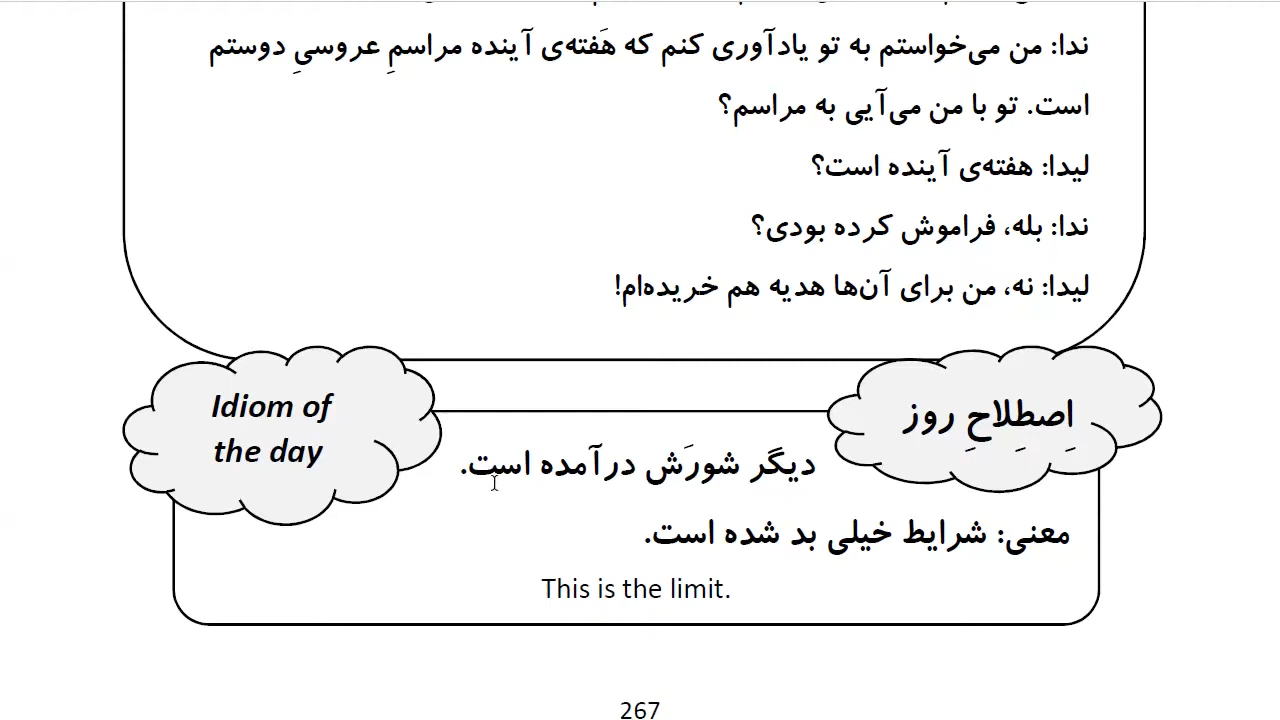 ندا: من می‌خواستم به تو یادآوری کنم که هَفته‌ی آینده مراسمِ عروسیِ دوستم
است. تو با من می‌آیی به مراسم؟
لیدا: هفته‌ی آینده است؟
ندا: بله، فراموش کرده بودی؟
لیدا: نه، من برای آن‌ها هدیه هم خریده‌ام!
اِصطِلاحِ روز
Idiom of
the day
دیگر شورَش درآمده است.
معنی: شرایط خیلی بد شده است.
This is the limit.
267